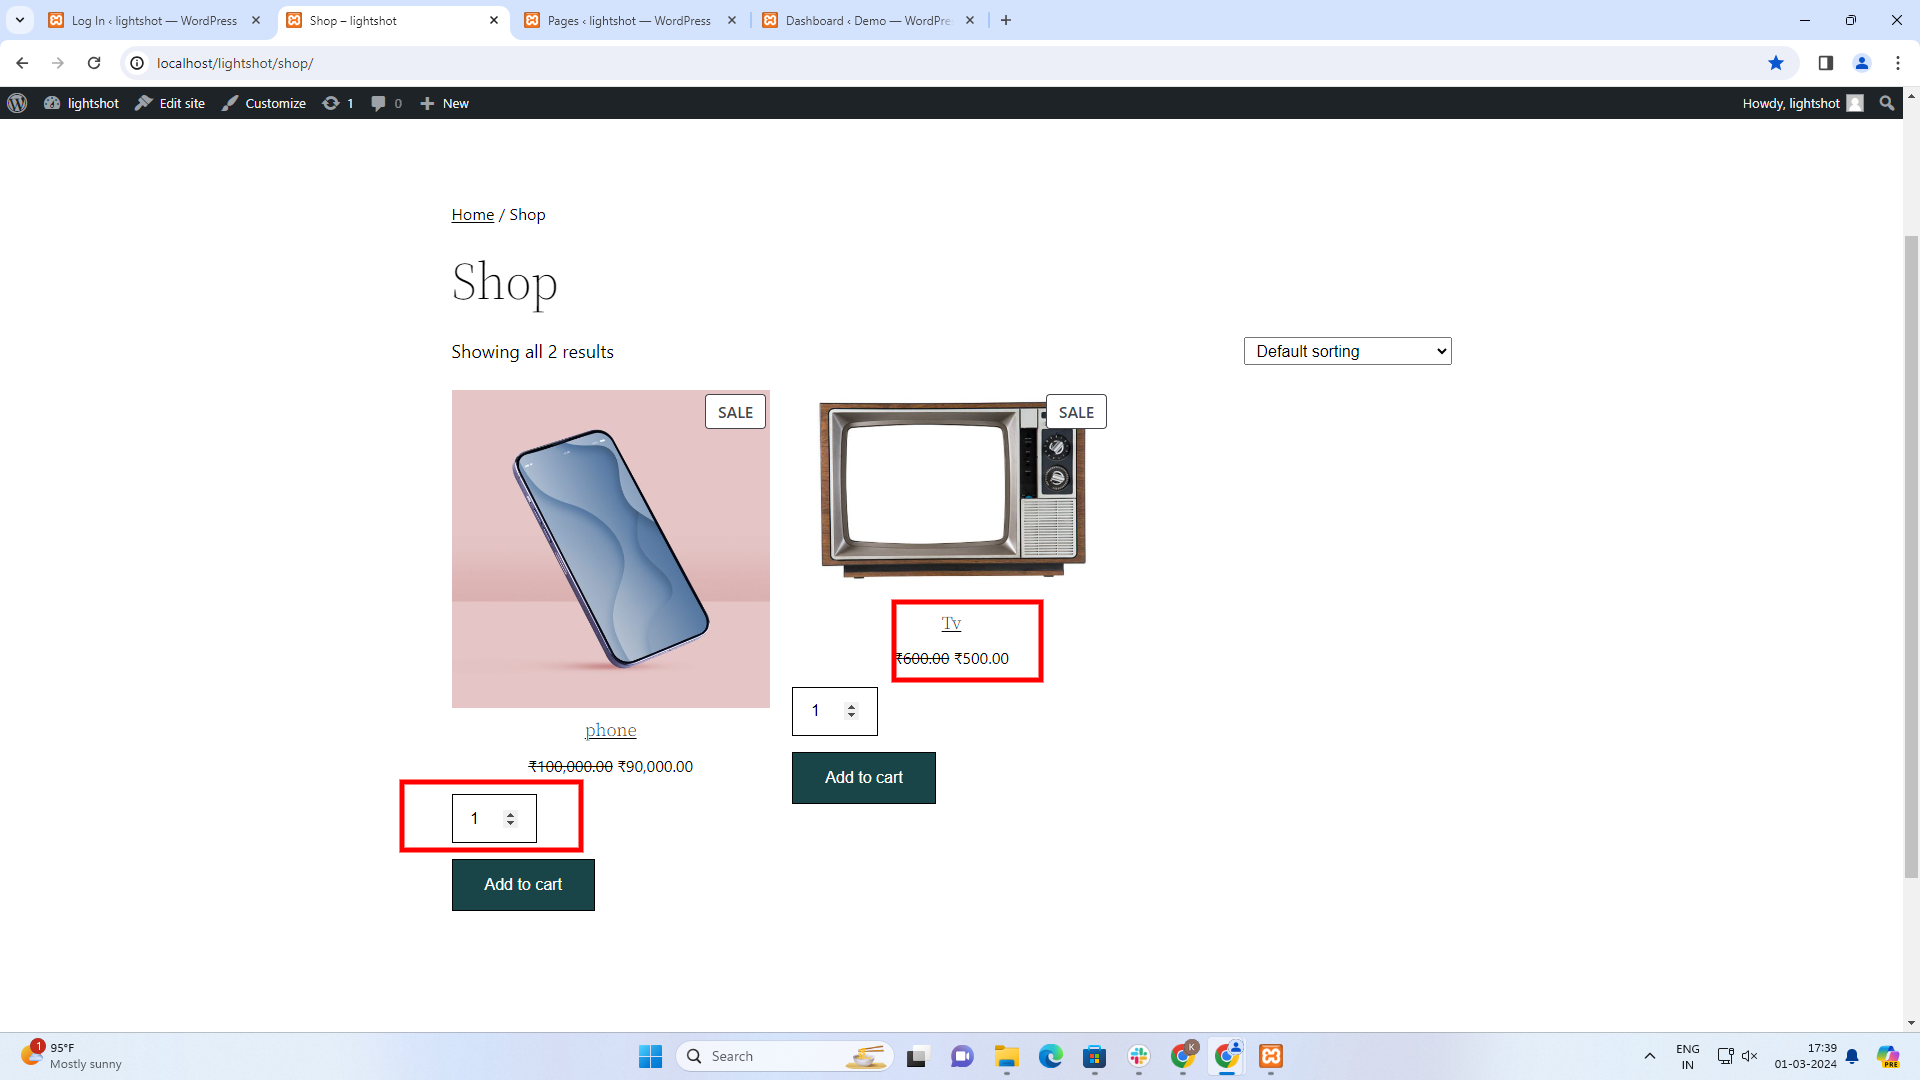 Log In ‹ lightshot — WordPress
Shop – lightshot
Pages ‹ lightshot — WordPress
Dashboard ‹ Demo — WordPre
localhost/lightshot/shop/
lightshot
Edit site
Customize
1
0
New
Howdy, lightshot
Home / Shop
Shop
Showing all 2 results
Default sorting
SALE
SALE
Tv
₹600.00 ₹500.00
1
Add to cart
phone
₹100,000.00 ₹90,000.00
1
Add to cart
1
95°F
Mostly sunny
Search
K
ENG
IN
17:39
01-03-2024
PRE